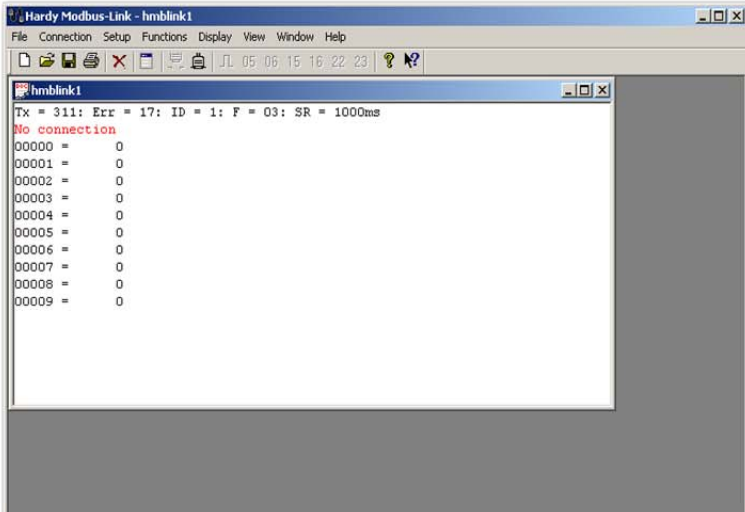 Hardy Modbus-Link - hmblink1
File Connection Setup Functions Display View Window Help
05 06 15 16 22 23
hmblink1
Tx = 311: Err = 17: ID = 1: F = 03: SR = 1000ms
No connection
00000 = 0
00001 = 0
00002 = 0
00003 = 0
00004 = 0
00005 = 0
00006 = 0
00007 = 0
00008 = 0
00009 = 0